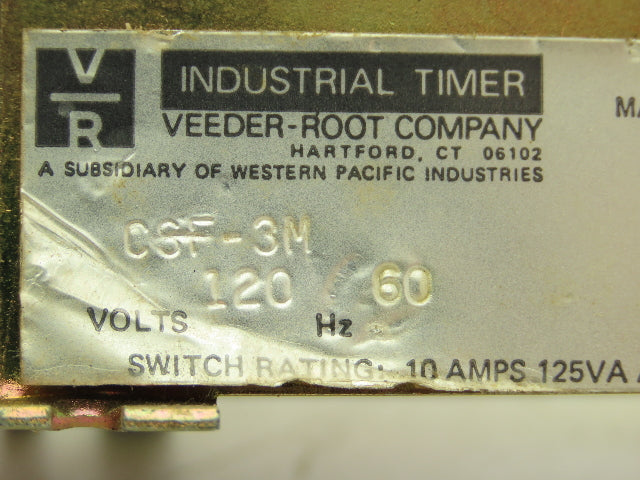 V
R
INDUSTRIAL TIMER
VEEDER-ROOT COMPANY
HARTFORD, CT 06102
A SUBSIDIARY OF WESTERN PACIFIC INDUSTRIES
CSF-3M
VOLTS 120 Hz 60
SWITCH RATING: 10 AMPS 125VA